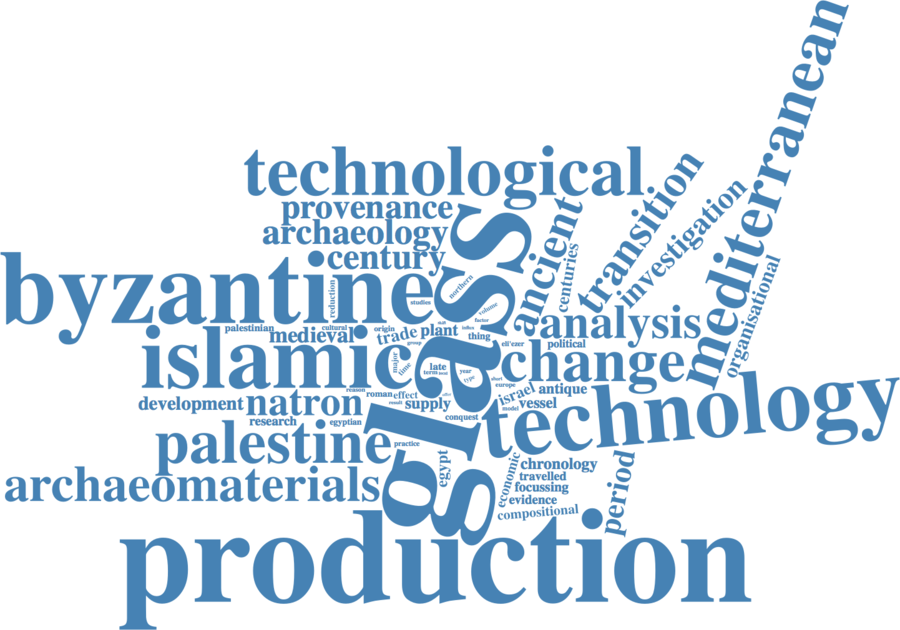 mediterranean
technological
transition
provenance
investigation
archaeology
ancient
century
glass
centuries
byzantine
reduction
northern
studies
organisational
volume
factor
palestinian
cultural
origin
medieval
trade
plant
thing
analysis
islamic
group
eli'ezer
political
major
time
change
late
term
year
type
short
europe
reason
roman
effect
israel
antique
technology
development
natron
result
supply
model
vessel
research
egyptian
conquest
palestine
practice
egypt
economic
chronology
period
archaeomaterials
travelled
focussing
evidence
compositional
production